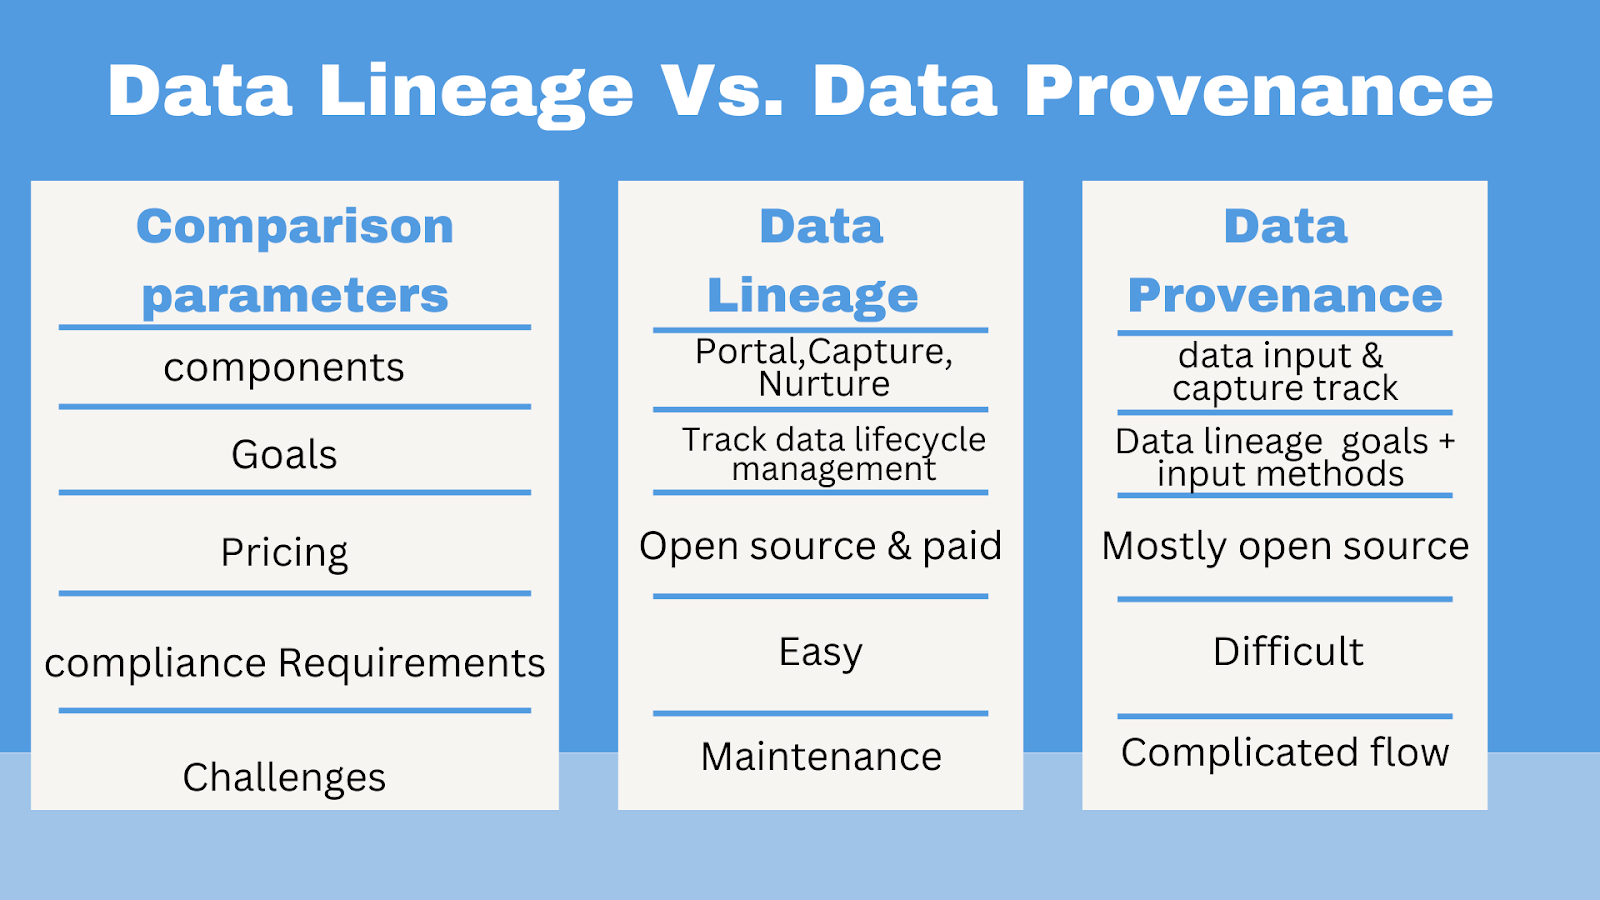 Data Lineage Vs. Data Provenance
Comparison
parameters
components
Goals
Pricing
compliance Requirements
Challenges
Data
Lineage
Portal,Capture,
Nurture
Track data lifecycle
management
Open source & paid
Easy
Maintenance
Data
Provenance
data input &
capture track
Data lineage  goals +
input methods
Mostly open source
Difficult
Complicated flow